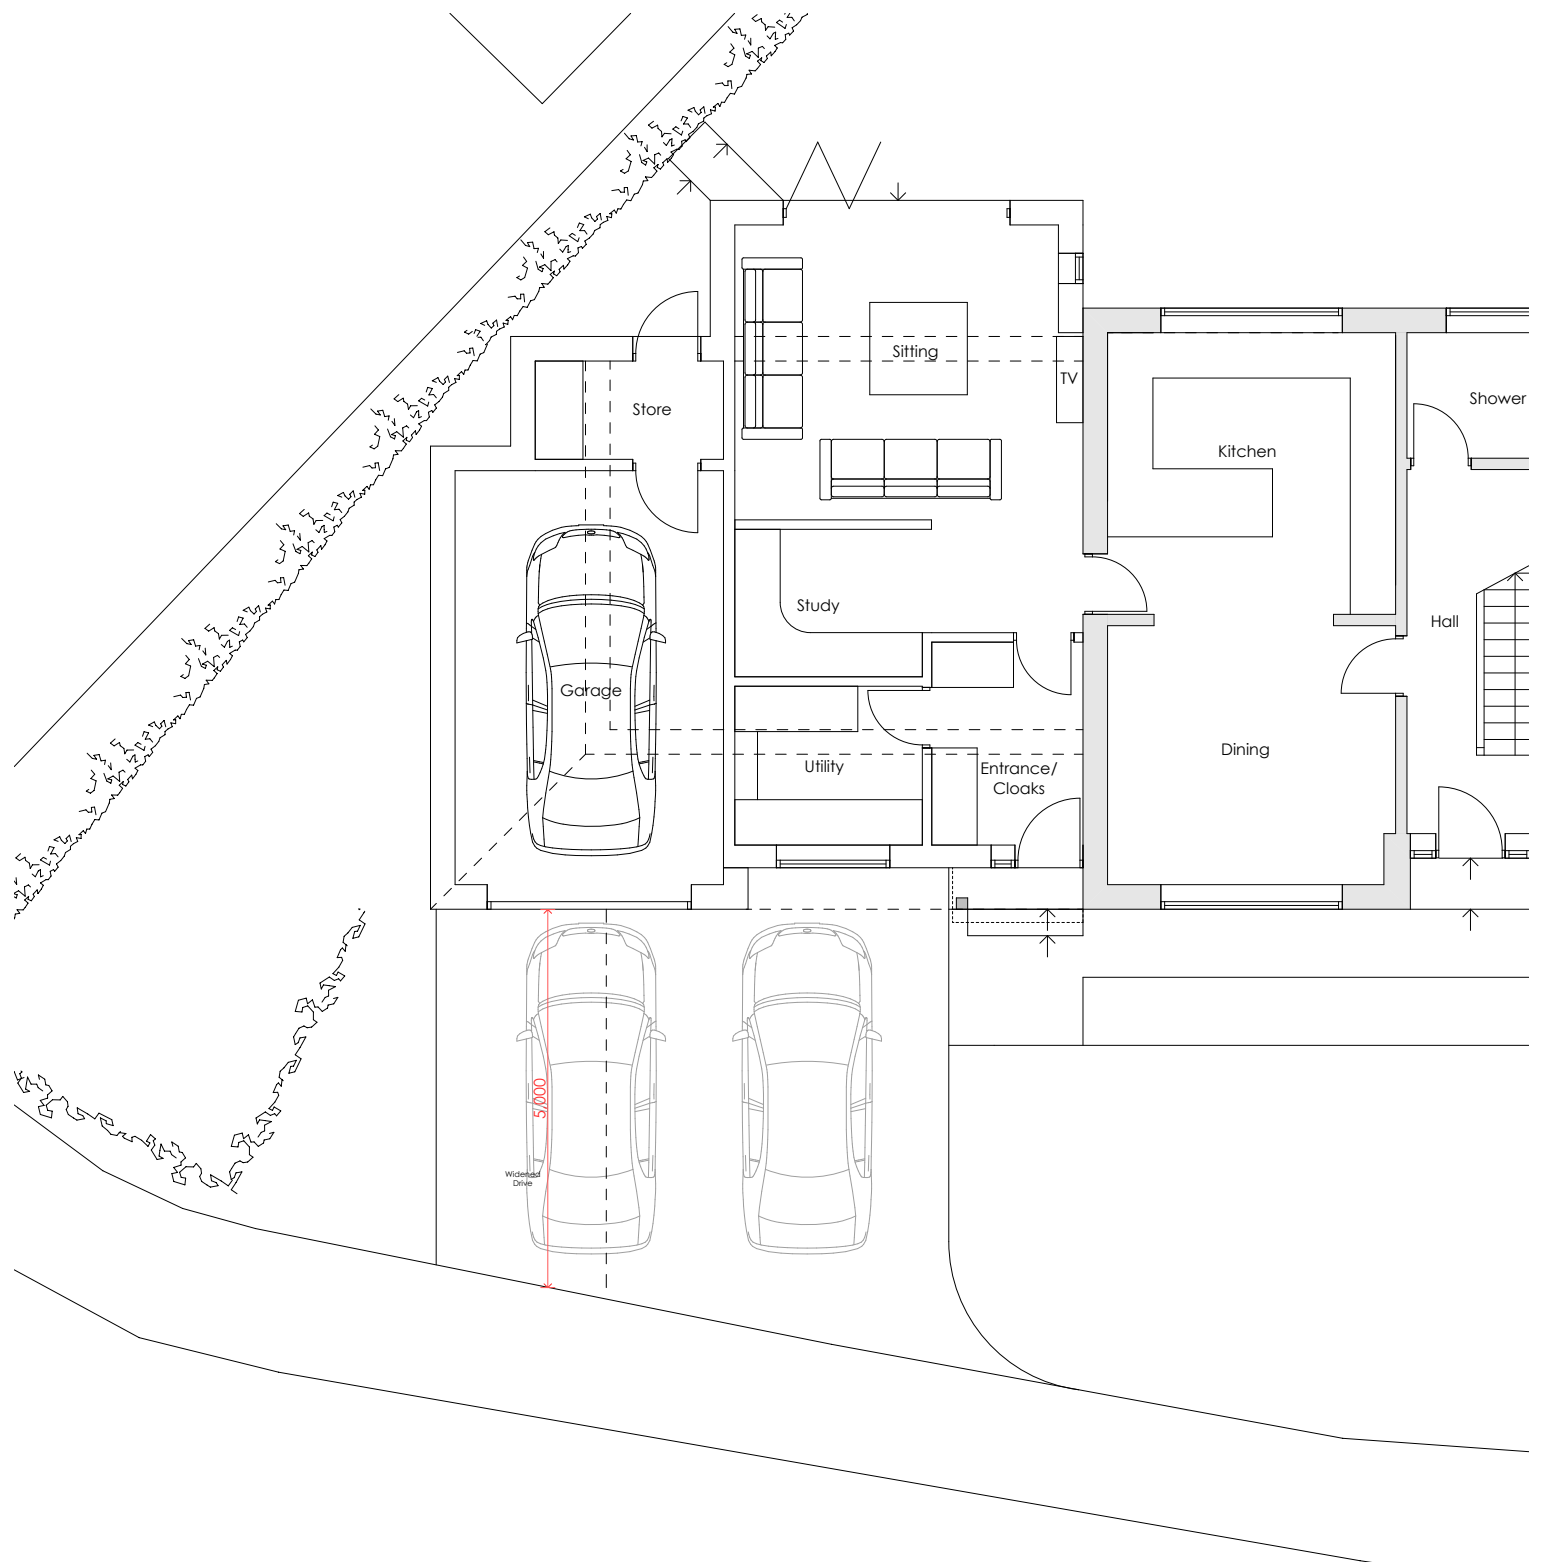 Sitting
TV
Store
Shower
Kitchen
Study
Hall
Garage
Dining
Utility
Entrance/
Cloaks
5,000
Widened
Drive